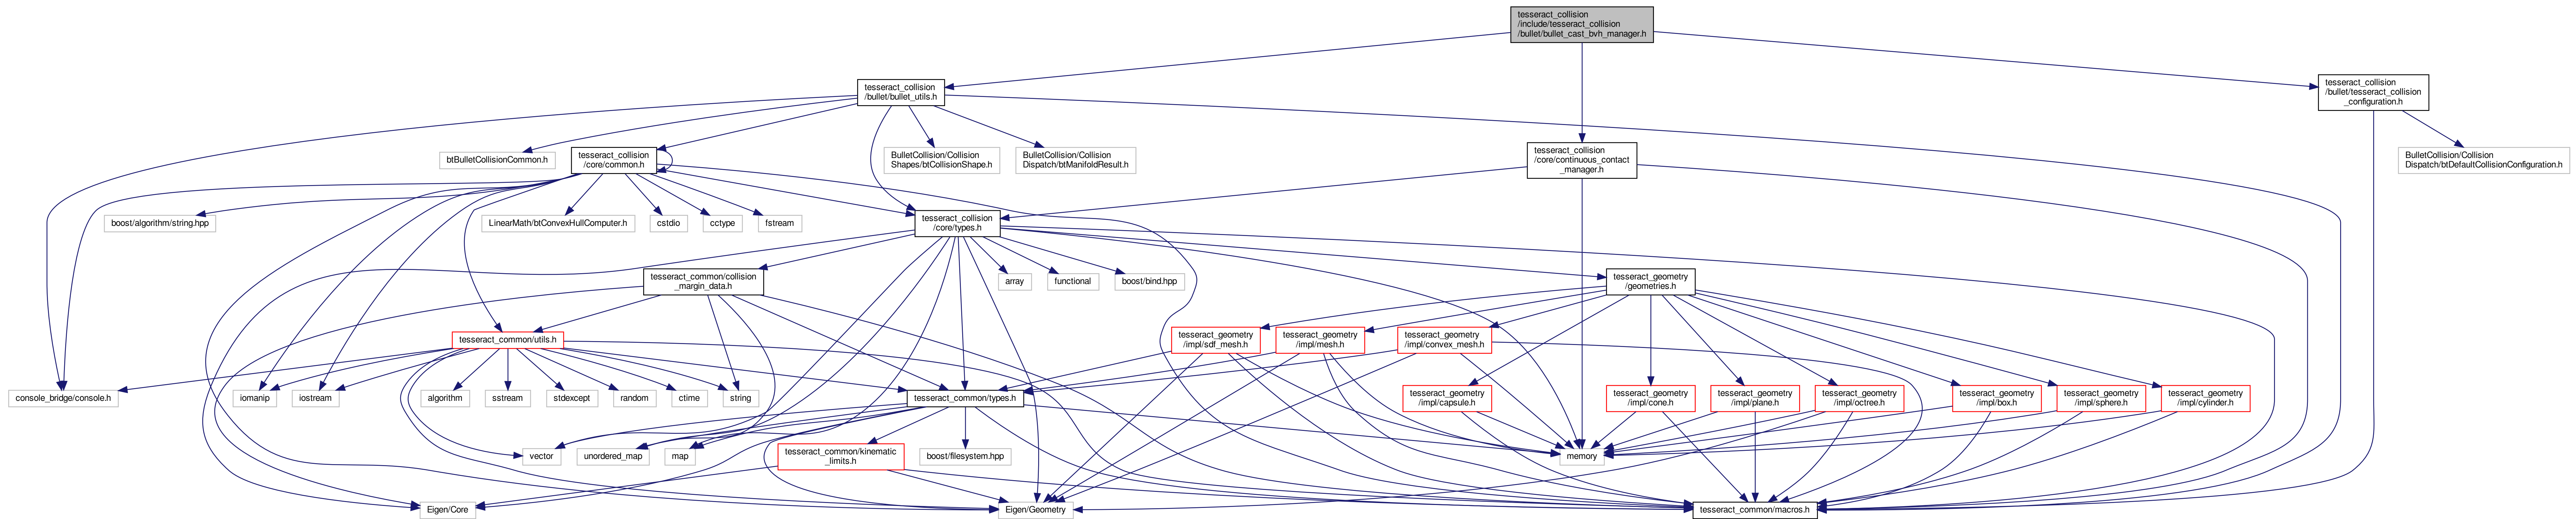 tesseract_collision
/include/tesseract_collision
/bullet/bullet_cast_bvh_manager.h
tesseract_collision
/bullet/bullet_utils.h
tesseract_collision
/bullet/tesseract_collision
_configuration.h
btBulletCollisionCommon.h
tesseract_collision
/core/common.h
BulletCollision/Collision
Shapes/btCollisionShape.h
BulletCollision/Collision
Dispatch/btManifoldResult.h
tesseract_collision
/core/continuous_contact
_manager.h
BulletCollision/Collision
Dispatch/btDefaultCollisionConfiguration.h
boost/algorithm/string.hpp
LinearMath/btConvexHullComputer.h
cstdio
cctype
fstream
tesseract_collision
/core/types.h
tesseract_common/collision
_margin_data.h
array
functional
boost/bind.hpp
tesseract_geometry
/geometries.h
tesseract_common/utils.h
tesseract_geometry
/impl/sdf_mesh.h
tesseract_geometry
/impl/mesh.h
tesseract_geometry
/impl/convex_mesh.h
console_bridge/console.h
iomanip
iostream
algorithm
sstream
stdexcept
random
ctime
string
tesseract_common/types.h
tesseract_geometry
/impl/capsule.h
tesseract_geometry
/impl/cone.h
tesseract_geometry
/impl/plane.h
tesseract_geometry
/impl/octree.h
tesseract_geometry
/impl/box.h
tesseract_geometry
/impl/sphere.h
tesseract_geometry
/impl/cylinder.h
vector
unordered_map
map
tesseract_common/kinematic
_limits.h
boost/filesystem.hpp
memory
Eigen/Core
Eigen/Geometry
tesseract_common/macros.h